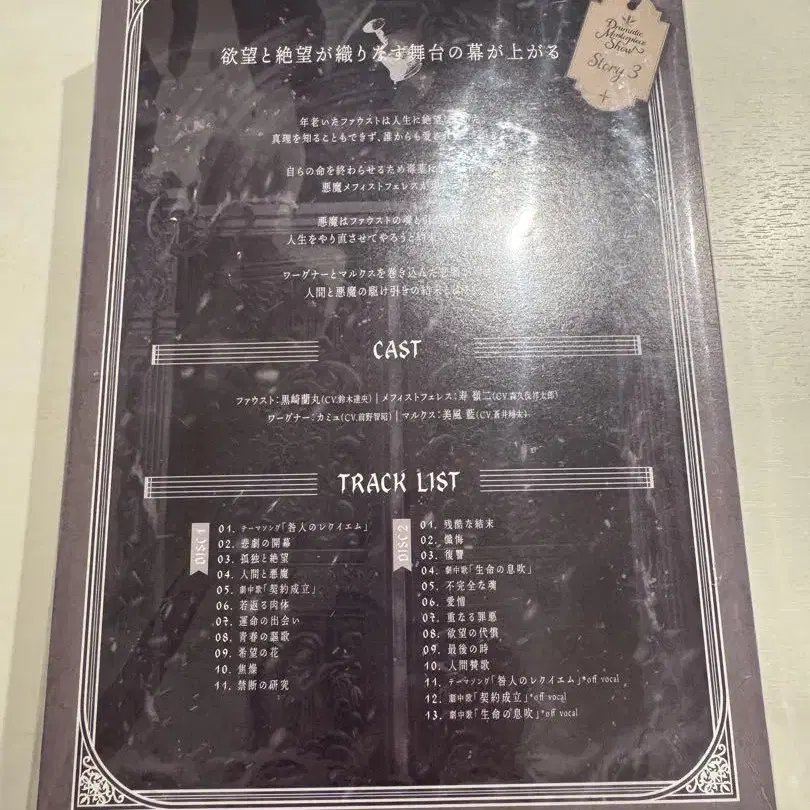 欲望と絶望が織りなす舞台の幕が上がる
Dramatic
Masterpiece
Show
Story 3
年老いたファウストは人生に絶望
真理を知ることもできず、誰からも愛
自らの命を終わらせるため毒薬に
悪魔メフィストフェレスが
悪魔はファウストの魂と
人生をやり直させてやろうと
ワーグナーとマルクスを巻き込んだ
人間と悪魔の駆け引きの結末
CAST
ファウスト:黒崎蘭丸(CV.鈴木達央) | メフィストフェレス:寿 嶺二(CV.森久保祥太郎)
ワーグナー:カミュ(CV.前野智昭) | マルクス:美風 藍(CV.蒼井翔太)
TRACK LIST
DISC 1
01. テーマソング「咎人のレクイエム」
02. 悲劇の開幕
03. 孤独と絶望
04. 人間と悪魔
05. 劇中歌「契約成立」
06. 若返る肉体
07. 運命の出会い
08. 青春の謳歌
09. 希望の花
10. 焦燥
11. 禁断の研究
DISC 2
01. 残酷な結末
02. 懺悔
03. 復讐
04. 劇中歌「生命の息吹」
05. 不完全な魂
06. 愛憎
07. 重なる罪悪
08. 欲望の代償
09. 最後の時
10. 人間賛歌
11. テーマソング「咎人のレクイエム」*off vocal
12. 劇中歌「契約成立」*off vocal
13. 劇中歌「生命の息吹」*off vocal